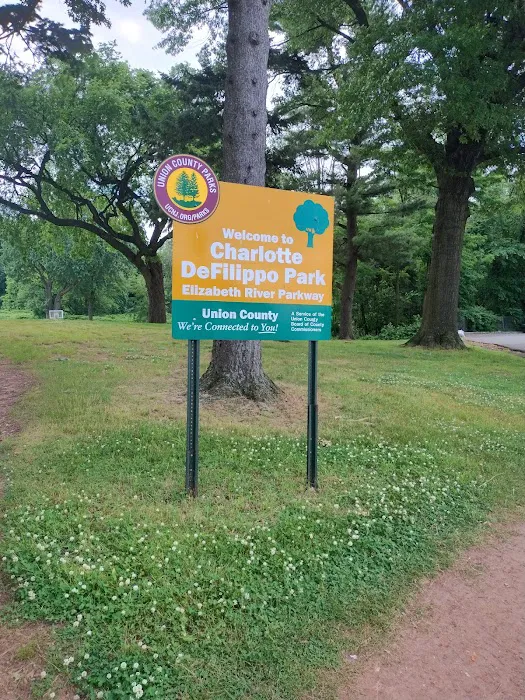 UNION COUNTY PARKS
UCNJ.ORG/PARKS
Welcome to
Charlotte
DeFilippo Park
Elizabeth River Parkway
Union County
We're Connected to You!
A Service of the
Union County
Board of County
Commissioners